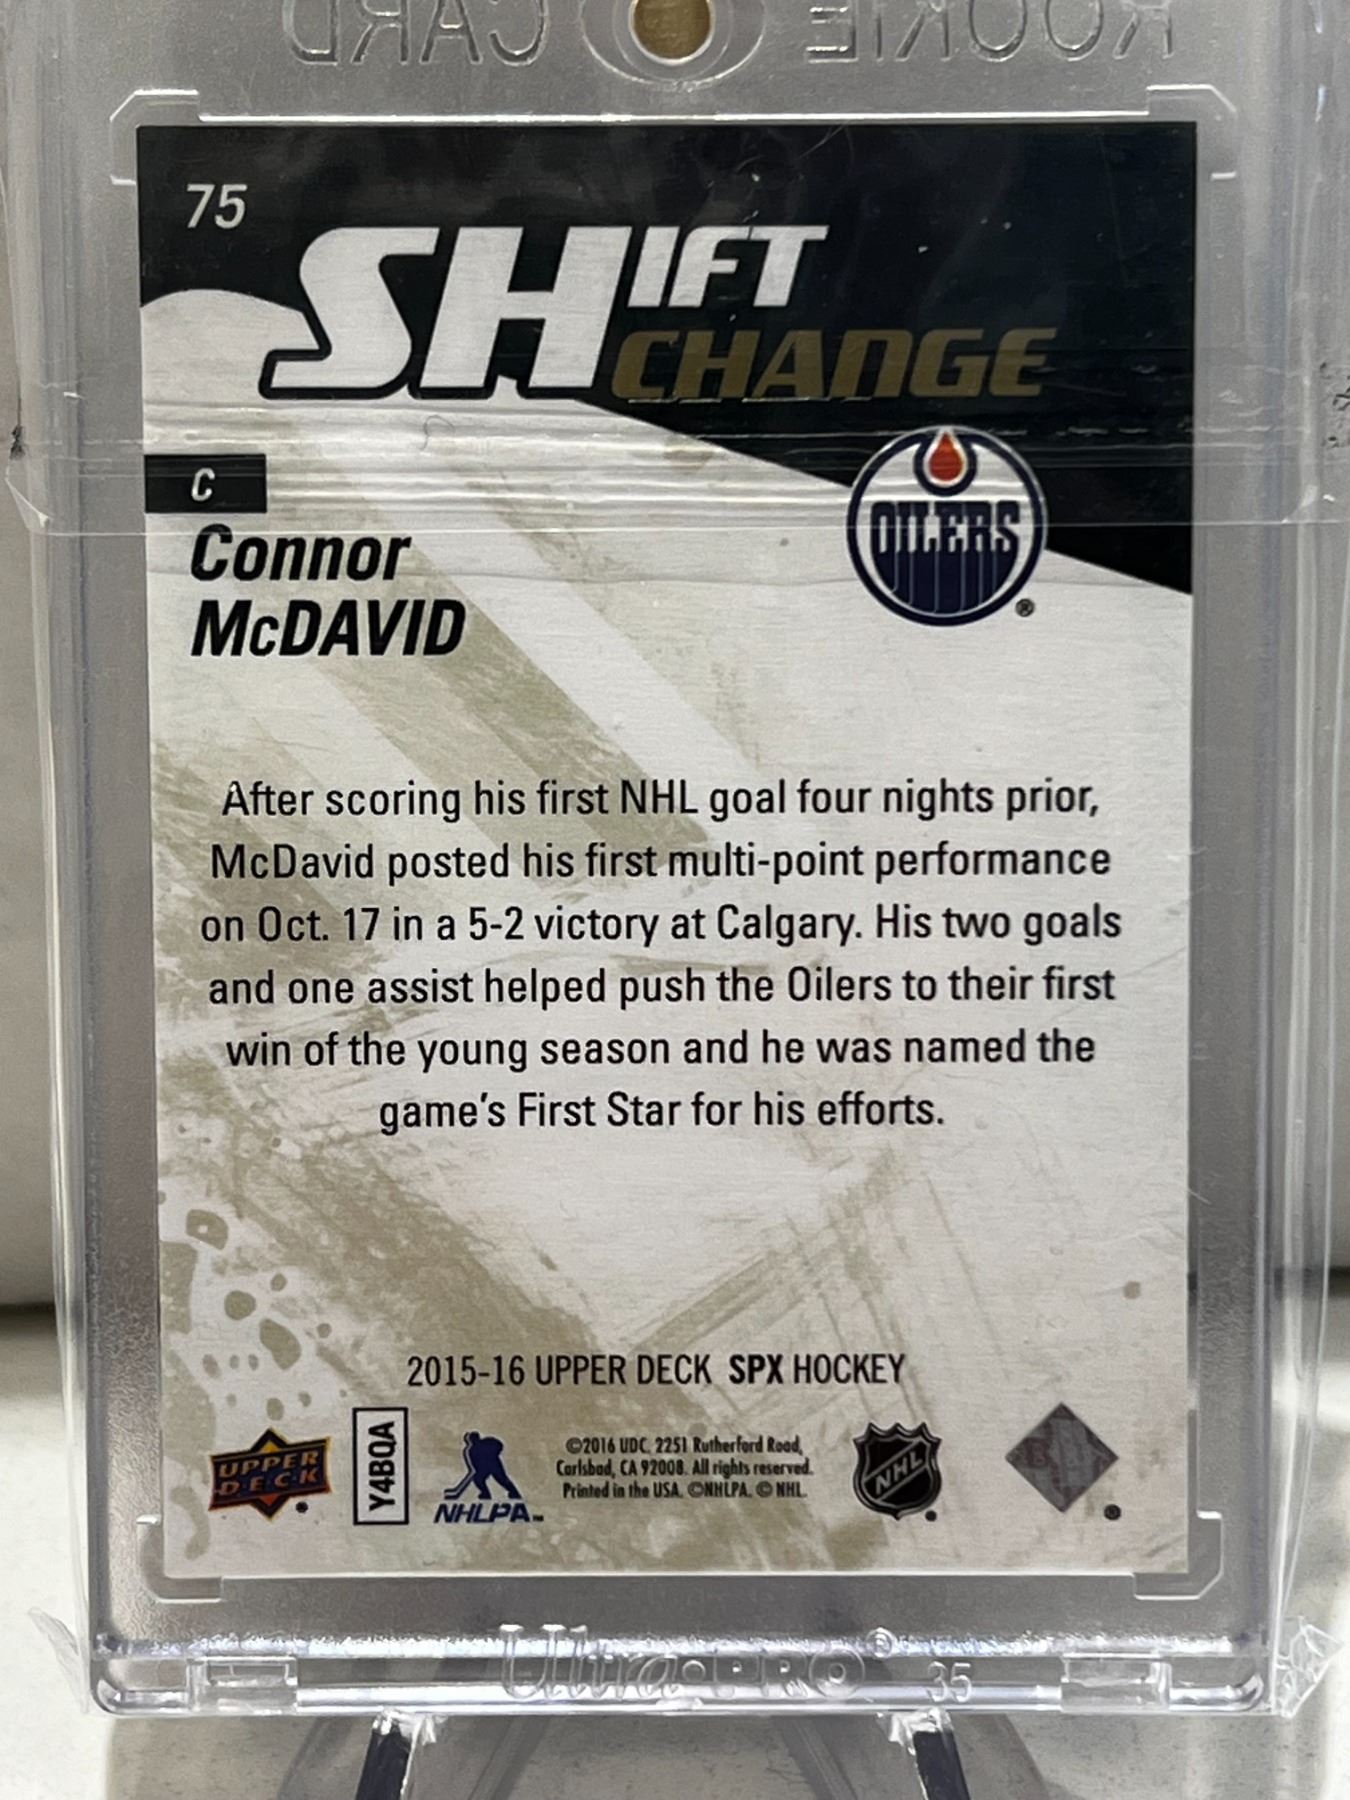 ROOKIE CARD
75
SHIFT
CHANGE
C
OILERS
®
Connor
McDAVID
After scoring his first NHL goal four nights prior,
McDavid posted his first multi-point performance
on Oct. 17 in a 5-2 victory at Calgary. His two goals
and one assist helped push the Oilers to their first
win of the young season and he was named the
game's First Star for his efforts.
2015-16 UPPER DECK SPX HOCKEY
UPPER
DECK
Y4BQA
NHLPA
©2016 UDC, 2251 Rutherford Road,
Carlsbad, CA 92008. All rights reserved.
Printed in the USA. ©NHLPA. © NHL.
NHL
Ultra•PRO® 35